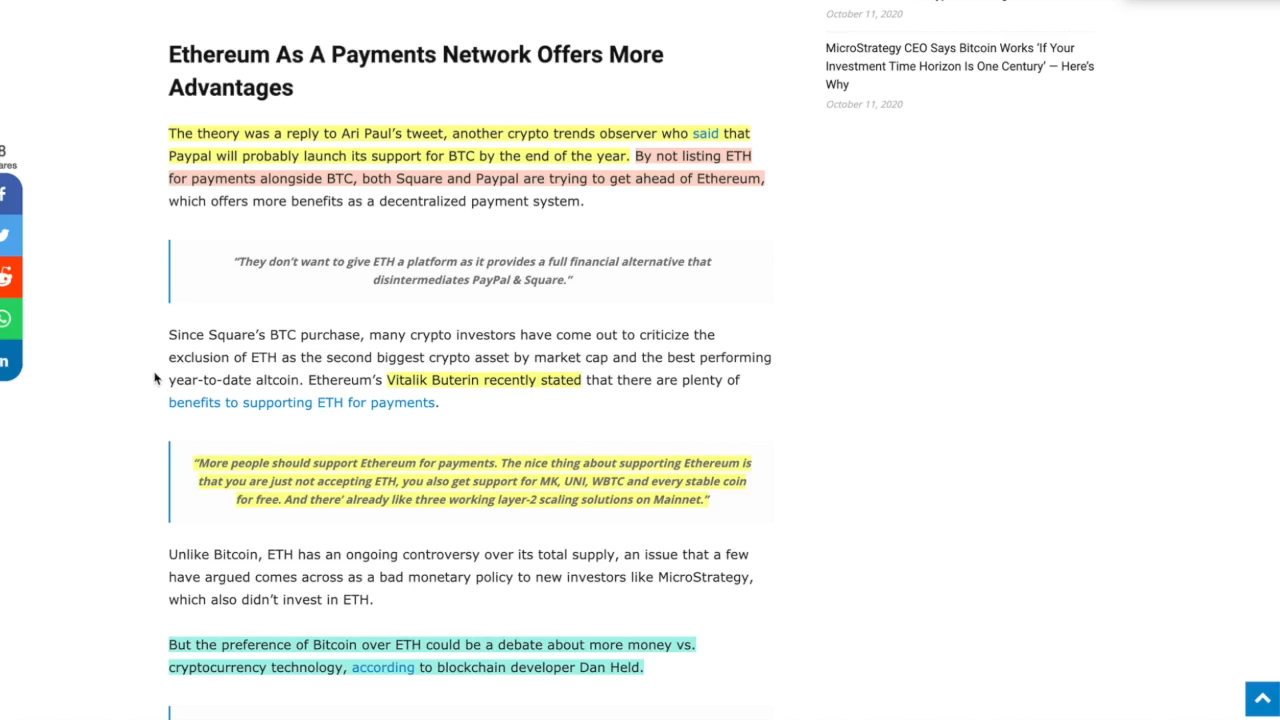 October 11, 2020
MicroStrategy CEO Says Bitcoin Works ‘If Your
Investment Time Horizon Is One Century’ — Here’s
Why
October 11, 2020
Ethereum As A Payments Network Offers More
Advantages
The theory was a reply to Ari Paul’s tweet, another crypto trends observer who said that
Paypal will probably launch its support for BTC by the end of the year. By not listing ETH
for payments alongside BTC, both Square and Paypal are trying to get ahead of Ethereum,
which offers more benefits as a decentralized payment system.
“They don’t want to give ETH a platform as it provides a full financial alternative that
disintermediates PayPal & Square.”
Since Square’s BTC purchase, many crypto investors have come out to criticize the
exclusion of ETH as the second biggest crypto asset by market cap and the best performing
year-to-date altcoin. Ethereum’s Vitalik Buterin recently stated that there are plenty of
benefits to supporting ETH for payments.
“More people should support Ethereum for payments. The nice thing about supporting Ethereum is
that you are just not accepting ETH, you also get support for MK, UNI, WBTC and every stable coin
for free. And there’ already like three working layer-2 scaling solutions on Mainnet.”
Unlike Bitcoin, ETH has an ongoing controversy over its total supply, an issue that a few
have argued comes across as a bad monetary policy to new investors like MicroStrategy,
which also didn’t invest in ETH.
But the preference of Bitcoin over ETH could be a debate about more money vs.
cryptocurrency technology, according to blockchain developer Dan Held.